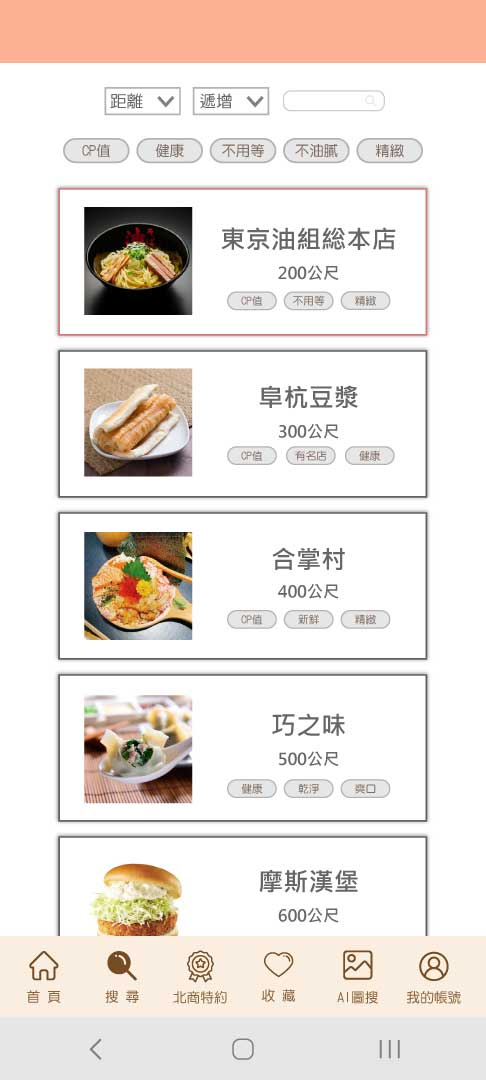 距離 遞增
CP值 健康 不用等 不油膩 精緻
東京油組総本店
200公尺
CP值 不用等 精緻
阜杭豆漿
300公尺
CP值 有名店 健康
合掌村
400公尺
CP值 新鮮 精緻
巧之味
500公尺
健康 乾淨 爽口
摩斯漢堡
600公尺
首頁 搜尋 北商特約 收藏 AI圖搜 我的帳號